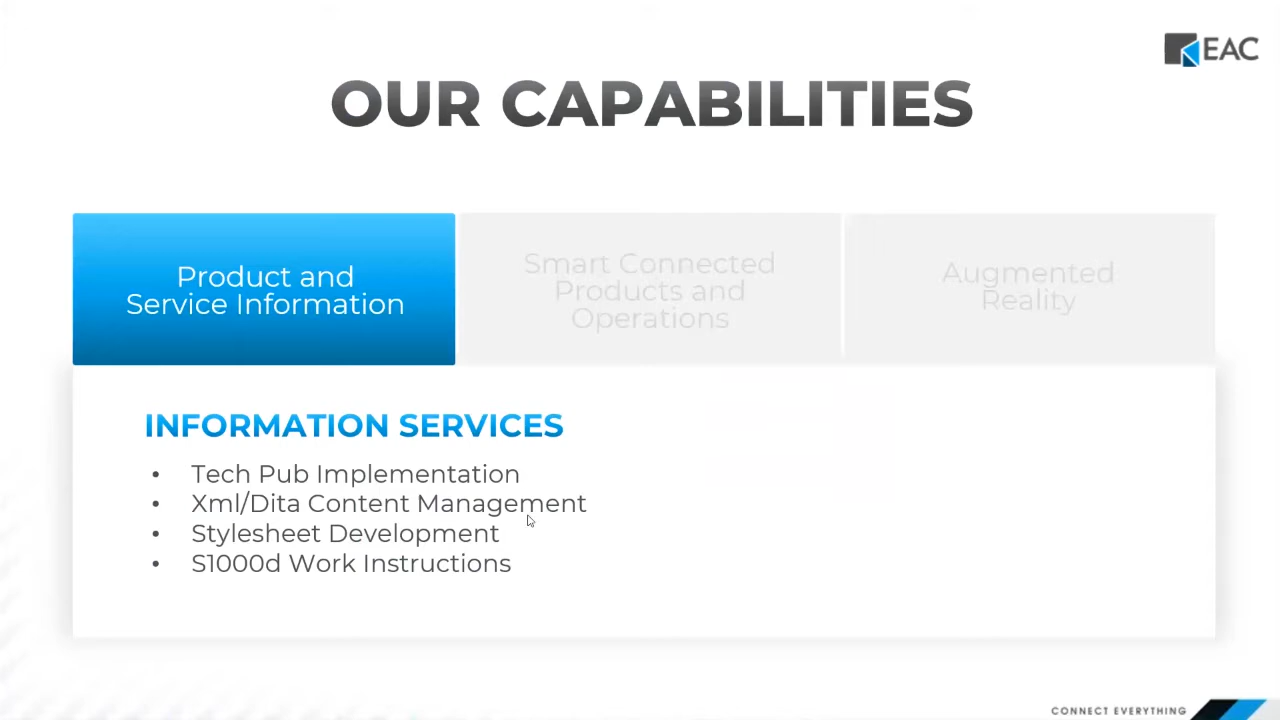 EAC
OUR CAPABILITIES
Product and
Service Information
Smart Connected
Products and
Operations
Augmented
Reality
INFORMATION SERVICES
• Tech Pub Implementation
• Xml/Dita Content Management
• Stylesheet Development
• S1000d Work Instructions
CONNECT EVERYTHING